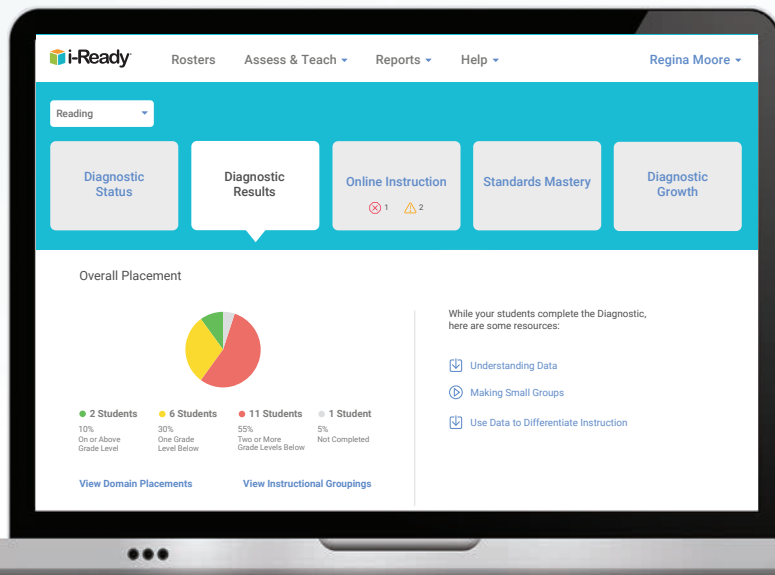 i-Ready
Rosters
Assess & Teach
Reports
Help
Regina Moore
Reading
Diagnostic
Status
Diagnostic
Results
Online Instruction
1
2
Standards Mastery
Diagnostic
Growth
Overall Placement
2 Students
10%
On or Above
Grade Level
6 Students
30%
One Grade
Level Below
11 Students
55%
Two or More
Grade Levels Below
1 Student
5%
Not Completed
View Domain Placements
View Instructional Groupings
While your students complete the Diagnostic,
here are some resources:
Understanding Data
Making Small Groups
Use Data to Differentiate Instruction